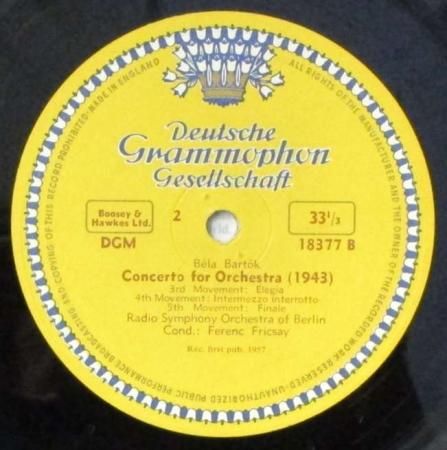 ALL RIGHTS OF THE MANUFACTURER AND THE OWNER OF THE RECORDED WORK RESERVED-UNAUTHORIZED PUBLIC PERFORMANCE BROADCASTING AND COPYING OF THIS RECORD PROHIBITED-MADE IN ENGLAND
Deutsche
Grammophon
Gesellschaft
Boosey &
Hawkes Ltd.
2
33 1/3
DGM
18377 B
Béla Bartók
Concerto for Orchestra (1943)
3rd Movement: Elegia
4th Movement: Intermezzo interrotto
5th Movement: Finale
Radio Symphony Orchestra of Berlin
Cond.: Ferenc Fricsay
Rec. first pub. 1957